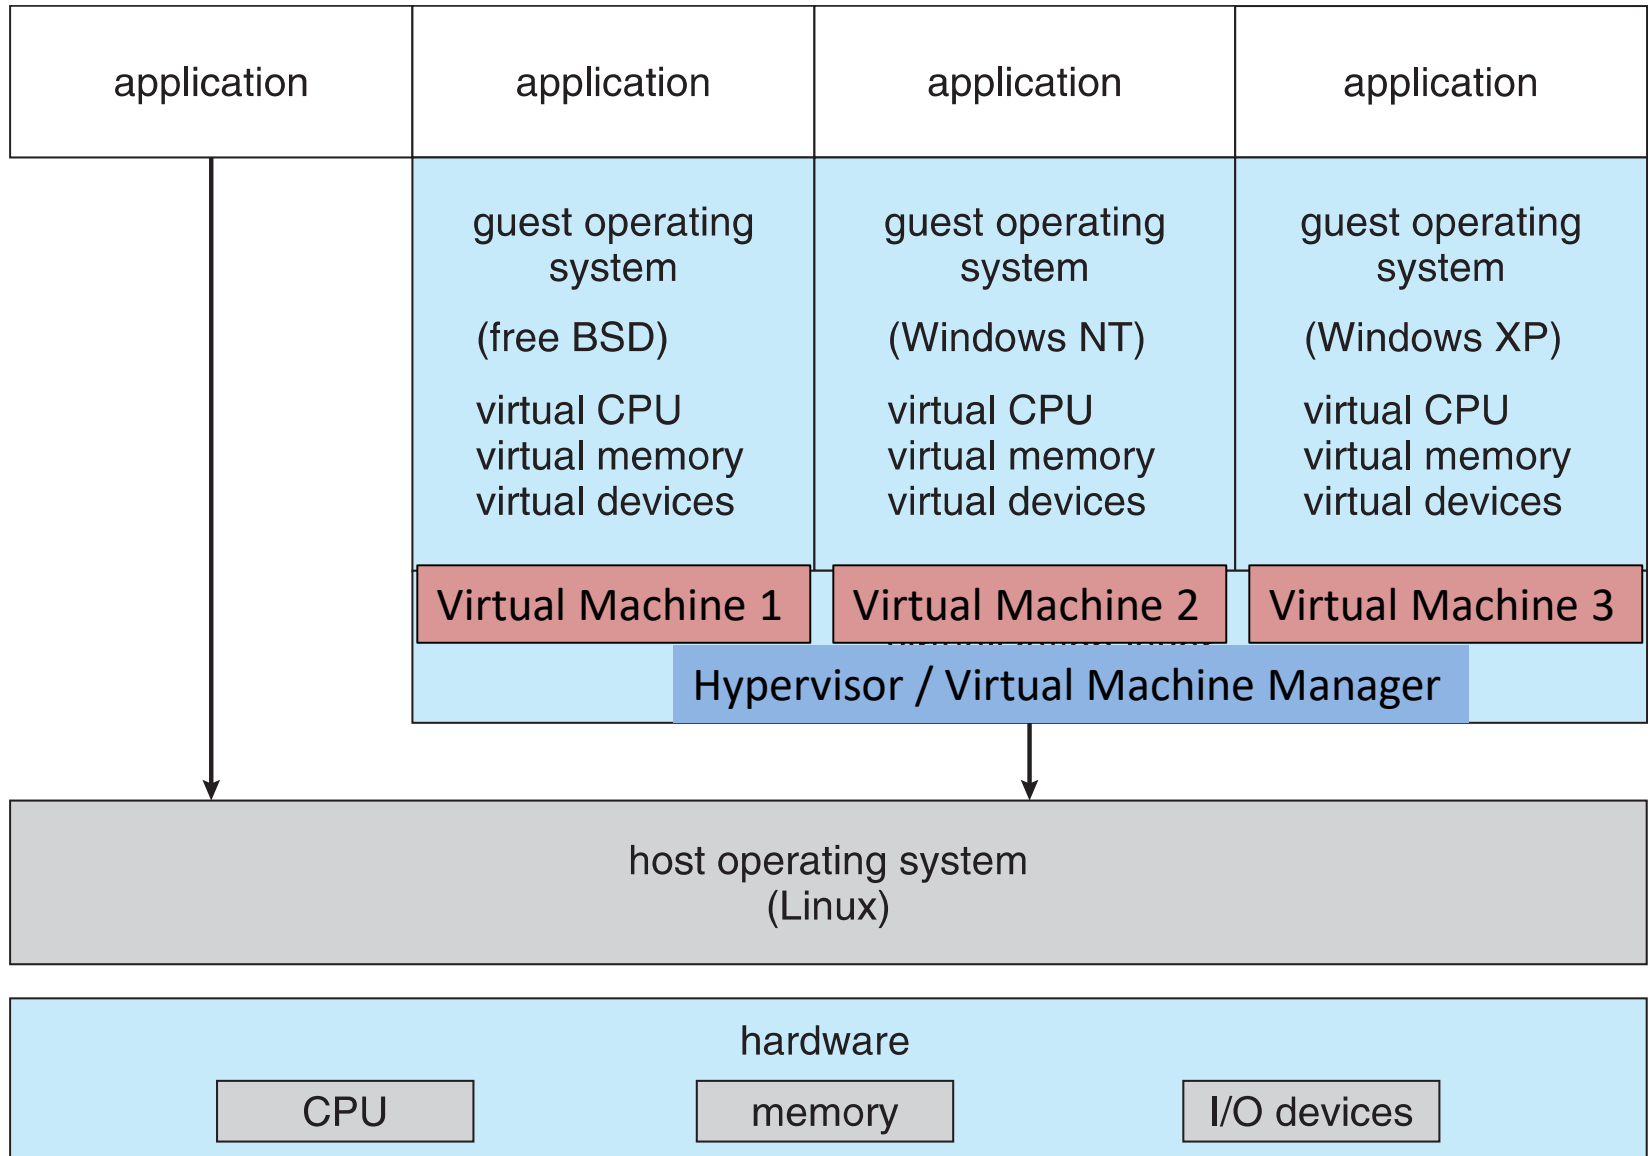 application
application
application
application
guest operating
system
(free BSD)
virtual CPU
virtual memory
virtual devices
guest operating
system
(Windows NT)
virtual CPU
virtual memory
virtual devices
guest operating
system
(Windows XP)
virtual CPU
virtual memory
virtual devices
Virtual Machine 1
Virtual Machine 2
Virtual Machine 3
Hypervisor / Virtual Machine Manager
host operating system
(Linux)
hardware
CPU
memory
I/O devices